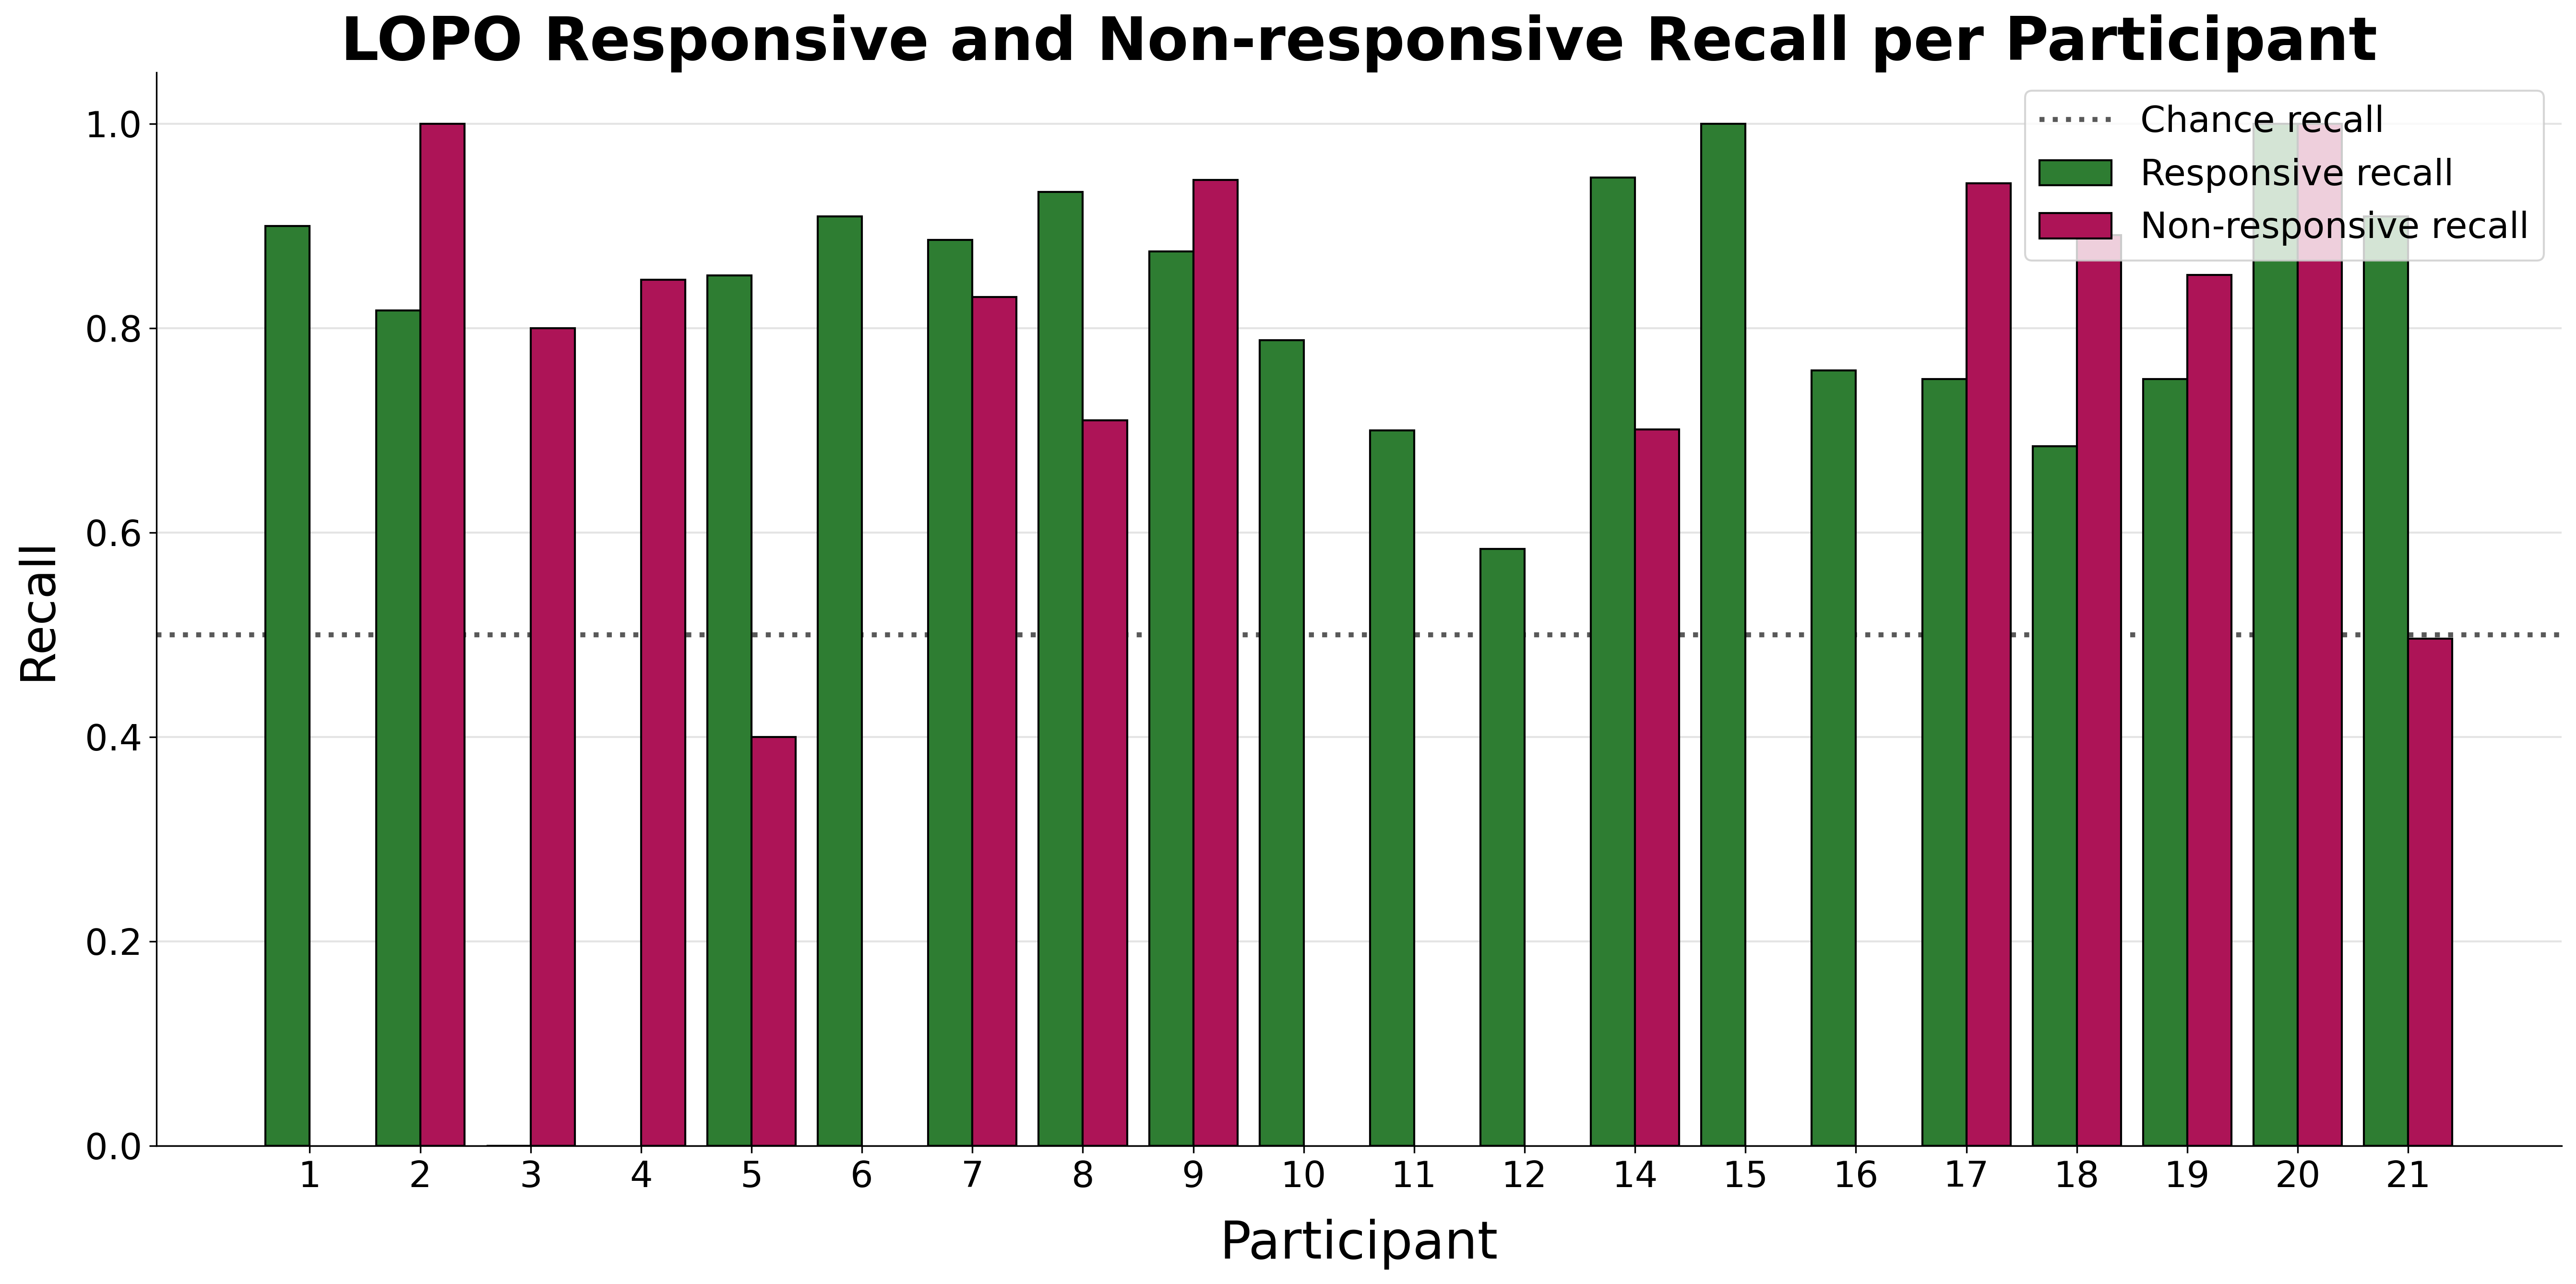 LOPO Responsive and Non-responsive Recall per Participant
Chance recall
Responsive recall
Non-responsive recall
1.0
0.8
0.6
0.4
0.2
0.0
Recall
1 2 3 4 5 6 7 8 9 10 11 12 14 15 16 17 18 19 20 21
Participant